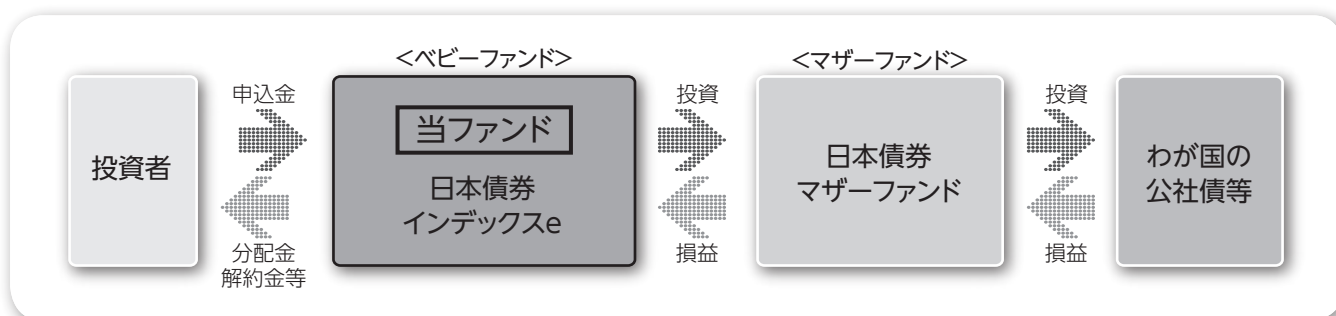 <ベビーファンド>
<マザーファンド>
投資者
申込金
分配金
解約金等
当ファンド
日本債券
インデックスe
投資
損益
日本債券
マザーファンド
投資
損益
わが国の
公社債等